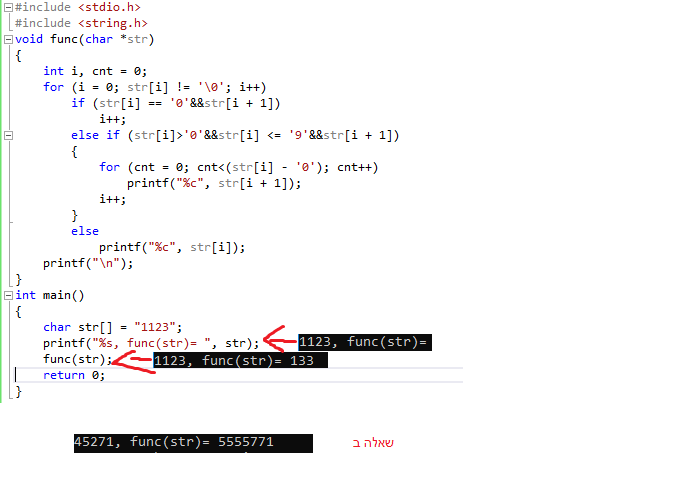 #include <stdio.h>
#include <string.h>
void func(char *str)
{
    int i, cnt = 0;
    for (i = 0; str[i] != '\0'; i++)
        if (str[i] == '0'&&str[i + 1])
            i++;
        else if (str[i]>'0'&&str[i] <= '9'&&str[i + 1])
        {
            for (cnt = 0; cnt<(str[i] - '0'); cnt++)
                printf("%c", str[i + 1]);
            i++;
        }
        else
            printf("%c", str[i]);
    printf("\n");
}
int main()
{
    char str[] = "1123";
    printf("%s, func(str)= ", str); 1123, func(str)=
    func(str); 1123, func(str)= 133
    return 0;
}
45271, func(str)= 5555771 שאלה ב